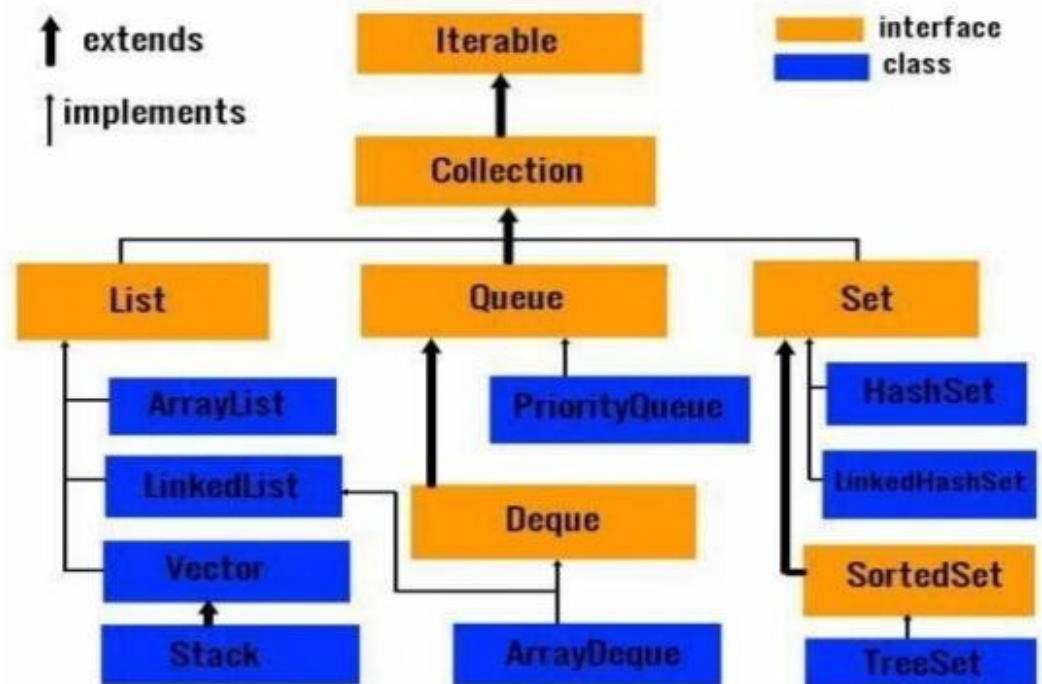 extends
implements
Iterable
interface
class
Collection
List
Queue
Set
ArrayList
PriorityQueue
HashSet
LinkedList
LinkedHashSet
Deque
Vector
SortedSet
Stack
ArrayDeque
TreeSet